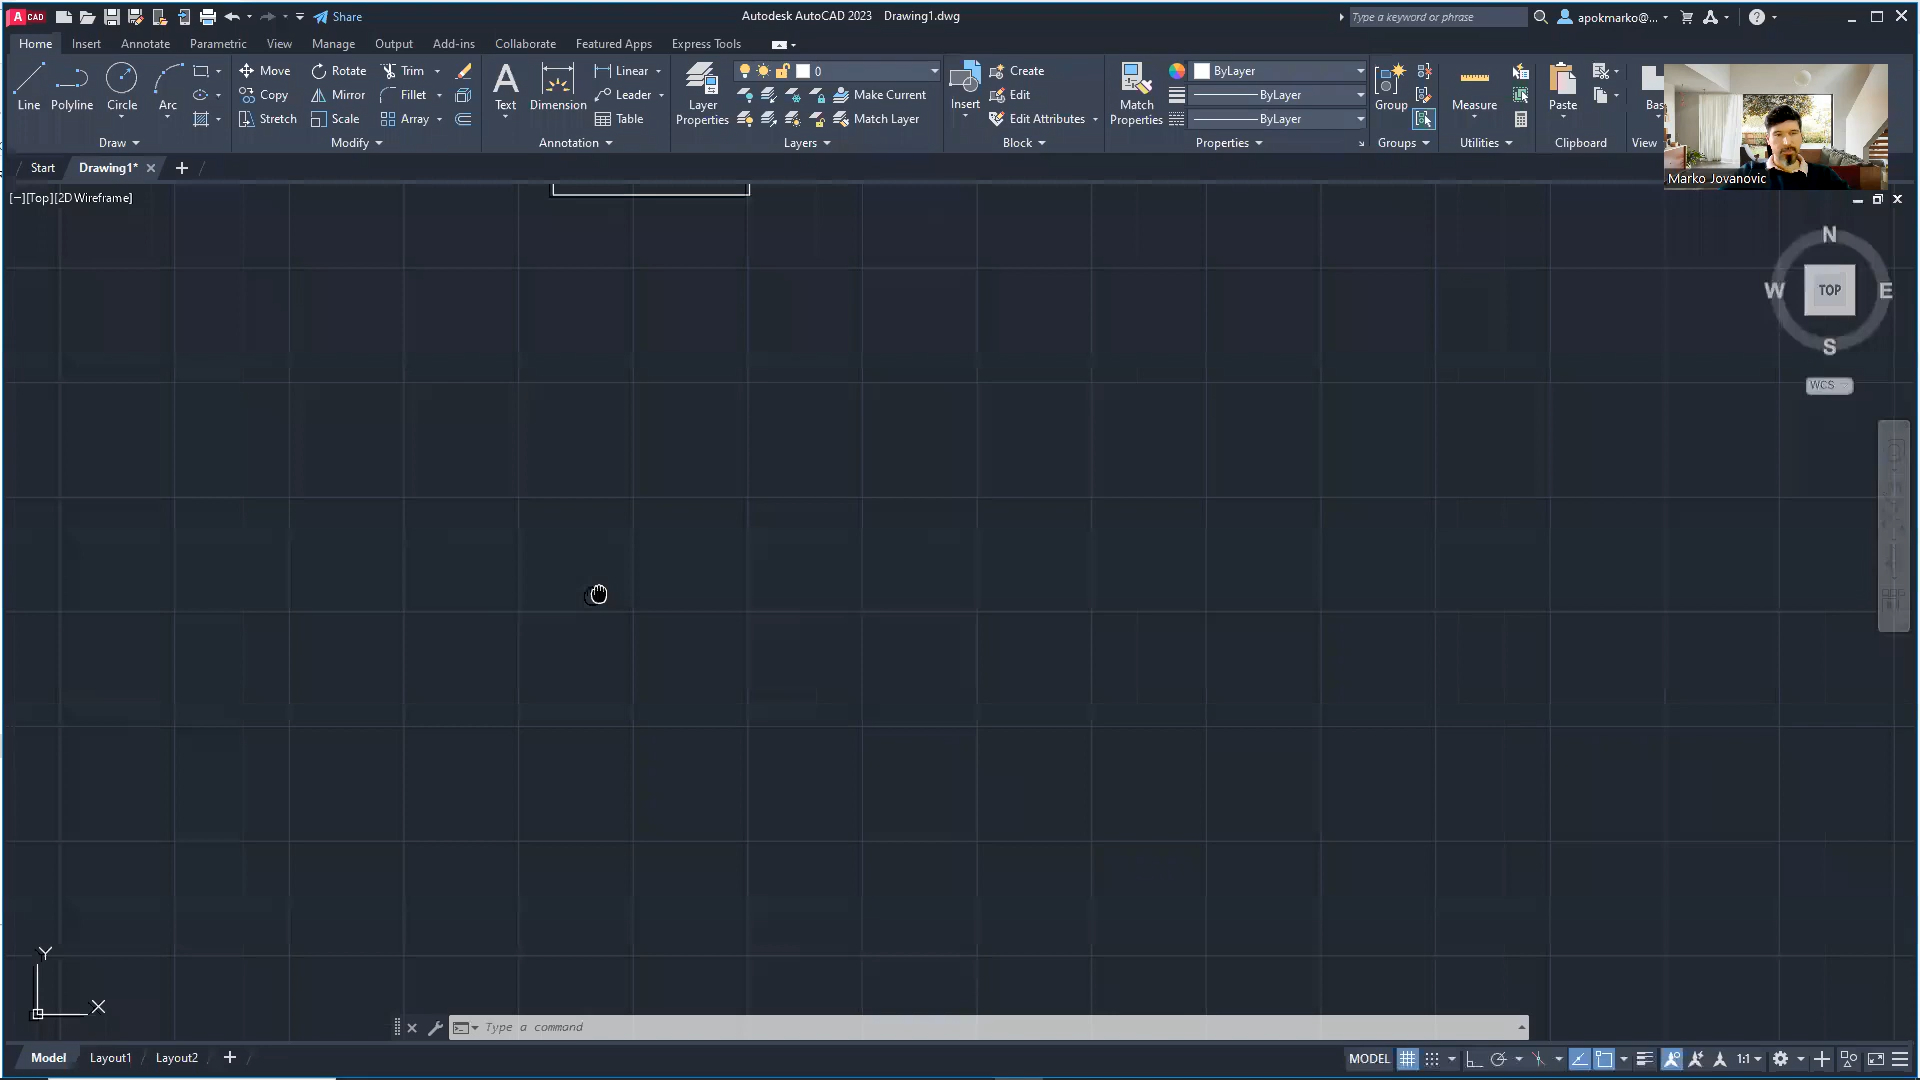 CAD
Share
Autodesk AutoCAD 2023 Drawing1.dwg
Type a keyword or phrase
apokmarko@...
Home Insert Annotate Parametric View Manage Output Add-ins Collaborate Featured Apps Express Tools
Line Polyline Circle Arc
Draw
Move Rotate Trim
Copy Mirror Fillet
Stretch Scale Array
Modify
Text Dimension
Linear
Leader
Table
Annotation
Layer
Properties
0
Make Current
Match Layer
Layers
Insert
Create
Edit
Edit Attributes
Block
Match
Properties
ByLayer
ByLayer
ByLayer
Properties
Group
Groups
Measure
Utilities
Paste
Clipboard
Bas
View
Marko Jovanovic
Start Drawing1*
[−][Top][2D Wireframe]
N
W TOP E
S
WCS
Y
X
Type a command
Model Layout1 Layout2
MODEL 1:1